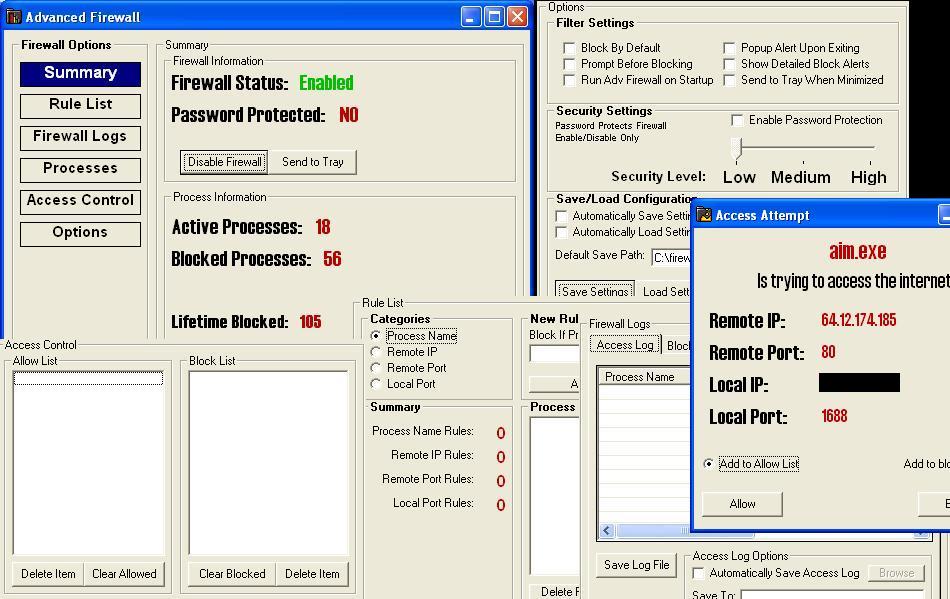 Advanced Firewall
Firewall Options
Summary
Rule List
Firewall Logs
Processes
Access Control
Options
Summary
Firewall Information
Firewall Status: Enabled
Password Protected: NO
Disable Firewall
Send to Tray
Process Information
Active Processes: 18
Blocked Processes: 56
Lifetime Blocked: 105
Options
Filter Settings
Block By Default
Prompt Before Blocking
Run Adv Firewall on Startup
Popup Alert Upon Exiting
Show Detailed Block Alerts
Send to Tray When Minimized
Security Settings
Password Protects Firewall
Enable/Disable Only
Enable Password Protection
Security Level: Low Medium High
Save/Load Configuration
Automatically Save Settin
Automatically Load Settin
Default Save Path: C:\firew
Save Settings
Load Sett
Access Attempt
aim.exe
Is trying to access the internet
Remote IP: 64.12.174.185
Remote Port: 80
Local IP:
Local Port: 1688
Add to Allow List
Add to blo
Allow
Access Control
Allow List
Delete Item
Clear Allowed
Block List
Clear Blocked
Delete Item
Rule List
Categories
Process Name
Remote IP
Remote Port
Local Port
Summary
Process Name Rules: 0
Remote IP Rules: 0
Remote Port Rules: 0
Local Port Rules: 0
New Rul
Block If Pr
A
Process
Delete F
Firewall Logs
Access Log
Block
Process Name
Save Log File
Access Log Options
Automatically Save Access Log
Browse
Save To: